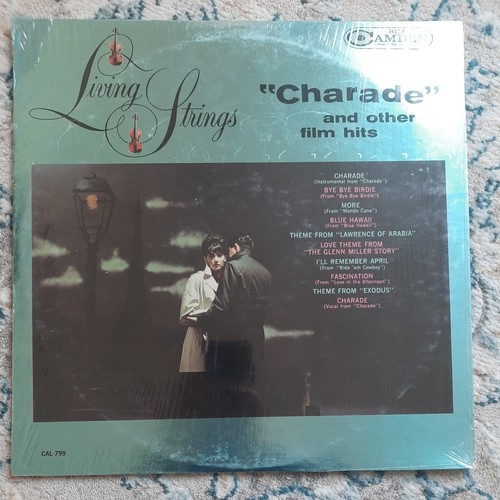 Living
Strings
RCA
CAMDEN
"Charade"
and other
film hits
CHARADE
(Instrumental from "Charade")
BYE BYE BIRDIE
(From "Bye Bye Birdie")
MORE
(From "Mondo Cane")
BLUE HAWAII
(From "Blue Hawaii")
THEME FROM "LAWRENCE OF ARABIA"
LOVE THEME FROM
"THE GLENN MILLER STORY"
I'LL REMEMBER APRIL
(From "Ride 'em Cowboy")
FASCINATION
(From "Love in the Afternoon")
THEME FROM "EXODUS"
CHARADE
(Vocal from "Charade")
CAL 799